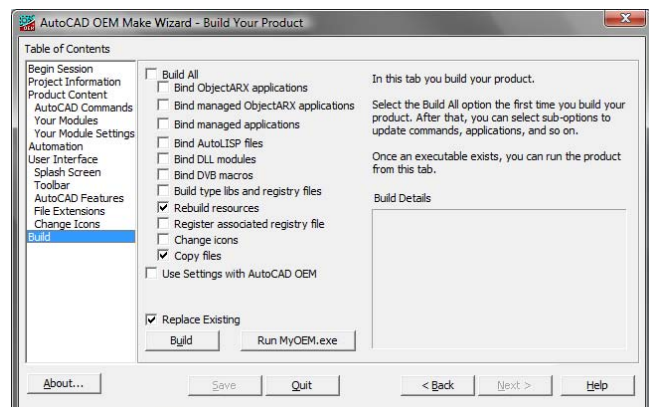 AutoCAD OEM Make Wizard - Build Your Product
Table of Contents
Begin Session
Project Information
Product Content
AutoCAD Commands
Your Modules
Your Module Settings
Automation
User Interface
Splash Screen
Toolbar
AutoCAD Features
File Extensions
Change Icons
Build
Build All
Bind ObjectARX applications
Bind managed ObjectARX applications
Bind managed applications
Bind AutoLISP files
Bind DLL modules
Bind DVB macros
Build type libs and registry files
Rebuild resources
Register associated registry file
Change icons
Copy files
Use Settings with AutoCAD OEM
Replace Existing
Build
Run MyOEM.exe
In this tab you build your product.
Select the Build All option the first time you build your
product. After that, you can select sub-options to
update commands, applications, and so on.
Once an executable exists, you can run the product
from this tab.
Build Details
About...
Save
Quit
< Back
Next >
Help